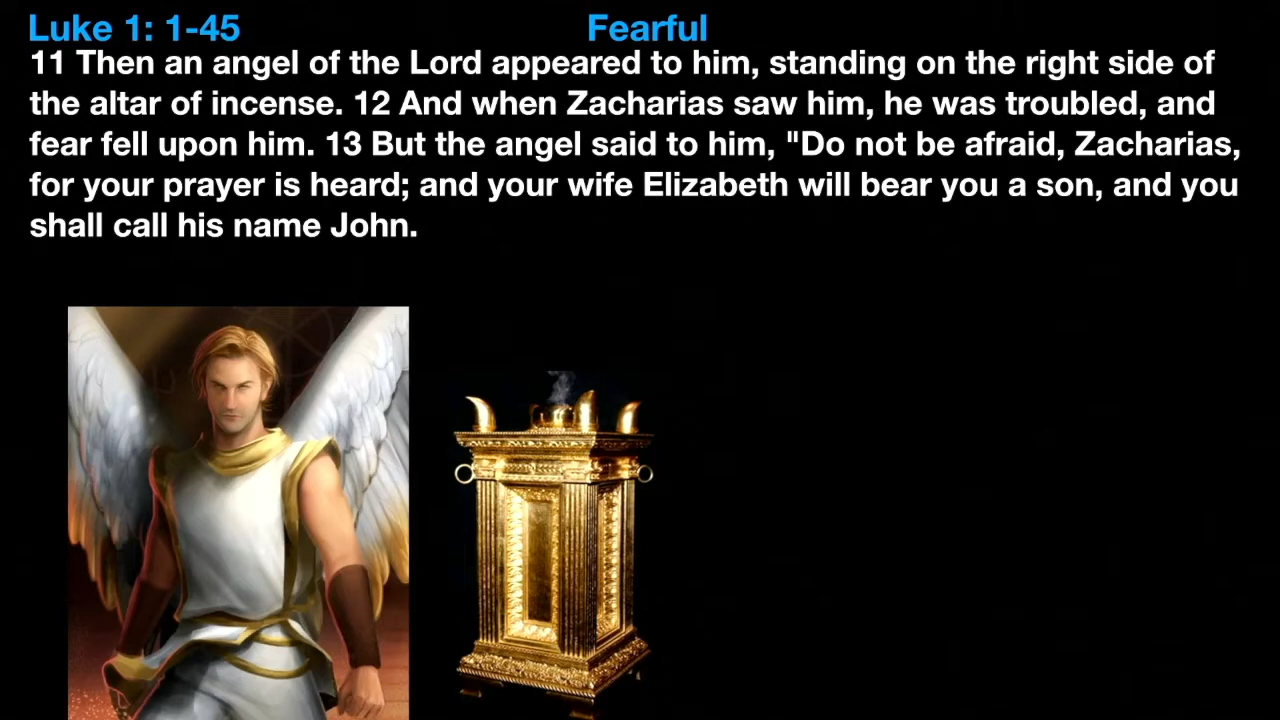 Luke 1: 1-45 Fearful
11 Then an angel of the Lord appeared to him, standing on the right side of
the altar of incense. 12 And when Zacharias saw him, he was troubled, and
fear fell upon him. 13 But the angel said to him, "Do not be afraid, Zacharias,
for your prayer is heard; and your wife Elizabeth will bear you a son, and you
shall call his name John.